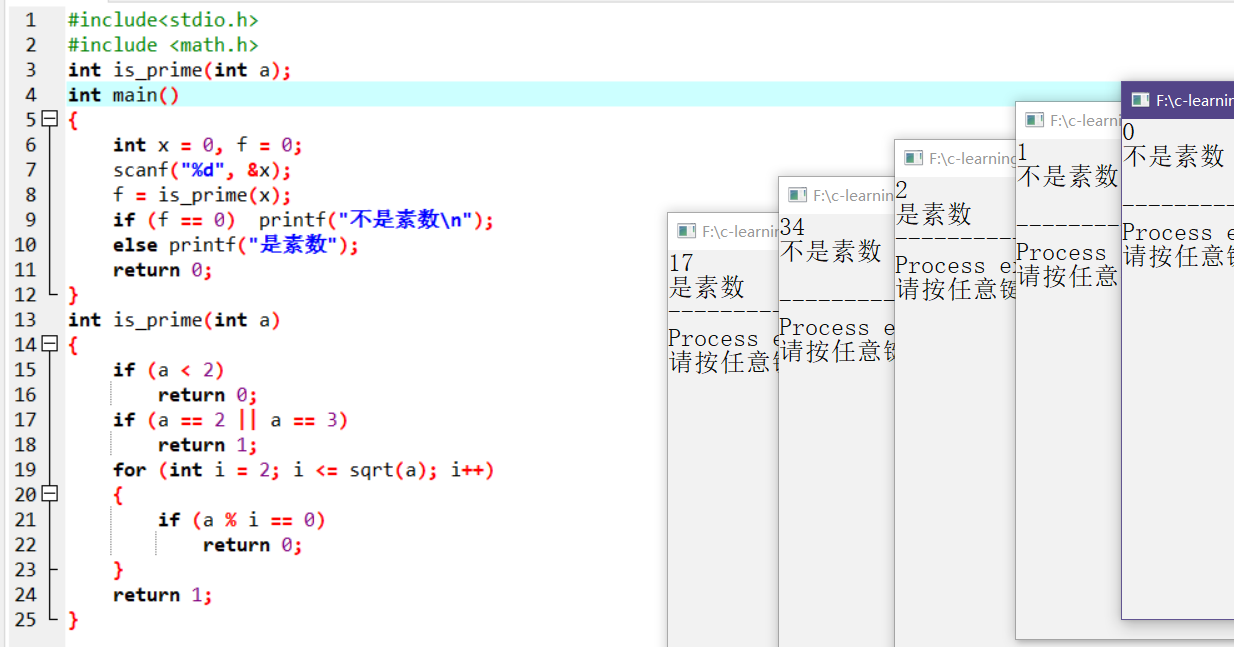 1 #include<stdio.h>
2 #include <math.h>
3 int is_prime(int a);
4 int main()
5 {
6 int x = 0, f = 0;
7 scanf("%d", &x);
8 f = is_prime(x);
9 if (f == 0)  printf("不是素数\n");
10 else printf("是素数");
11 return 0;
12 }
13 int is_prime(int a)
14 {
15 if (a < 2)
16 return 0;
17 if (a == 2 || a == 3)
18 return 1;
19 for (int i = 2; i <= sqrt(a); i++)
20 {
21 if (a % i == 0)
22 return 0;
23 }
24 return 1;
25 }
F:\c-learnin
17
是素数
---------
Process e
请按任意键
F:\c-learnin
34
不是素数
----------
Process e
请按任意键
F:\c-learning
2
是素数
----------
Process e
请按任意键
F:\c-learni
1
不是素数
--------
Process
请按任意
F:\c-learnin
0
不是素数
---------
Process e
请按任意键